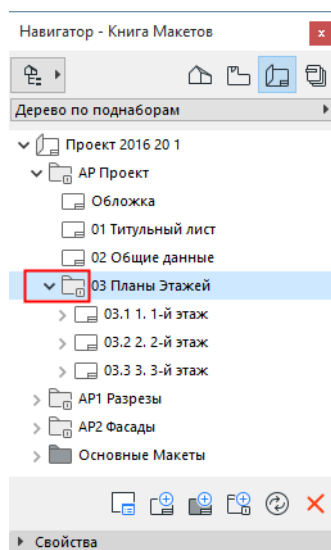 Навигатор - Книга Макетов
Дерево по поднаборам
Проект 2016 20 1
АР Проект
Обложка
01 Титульный лист
02 Общие данные
03 Планы Этажей
03.1 1. 1-й этаж
03.2 2. 2-й этаж
03.3 3. 3-й этаж
АР1 Разрезы
АР2 Фасады
Основные Макеты
Свойства